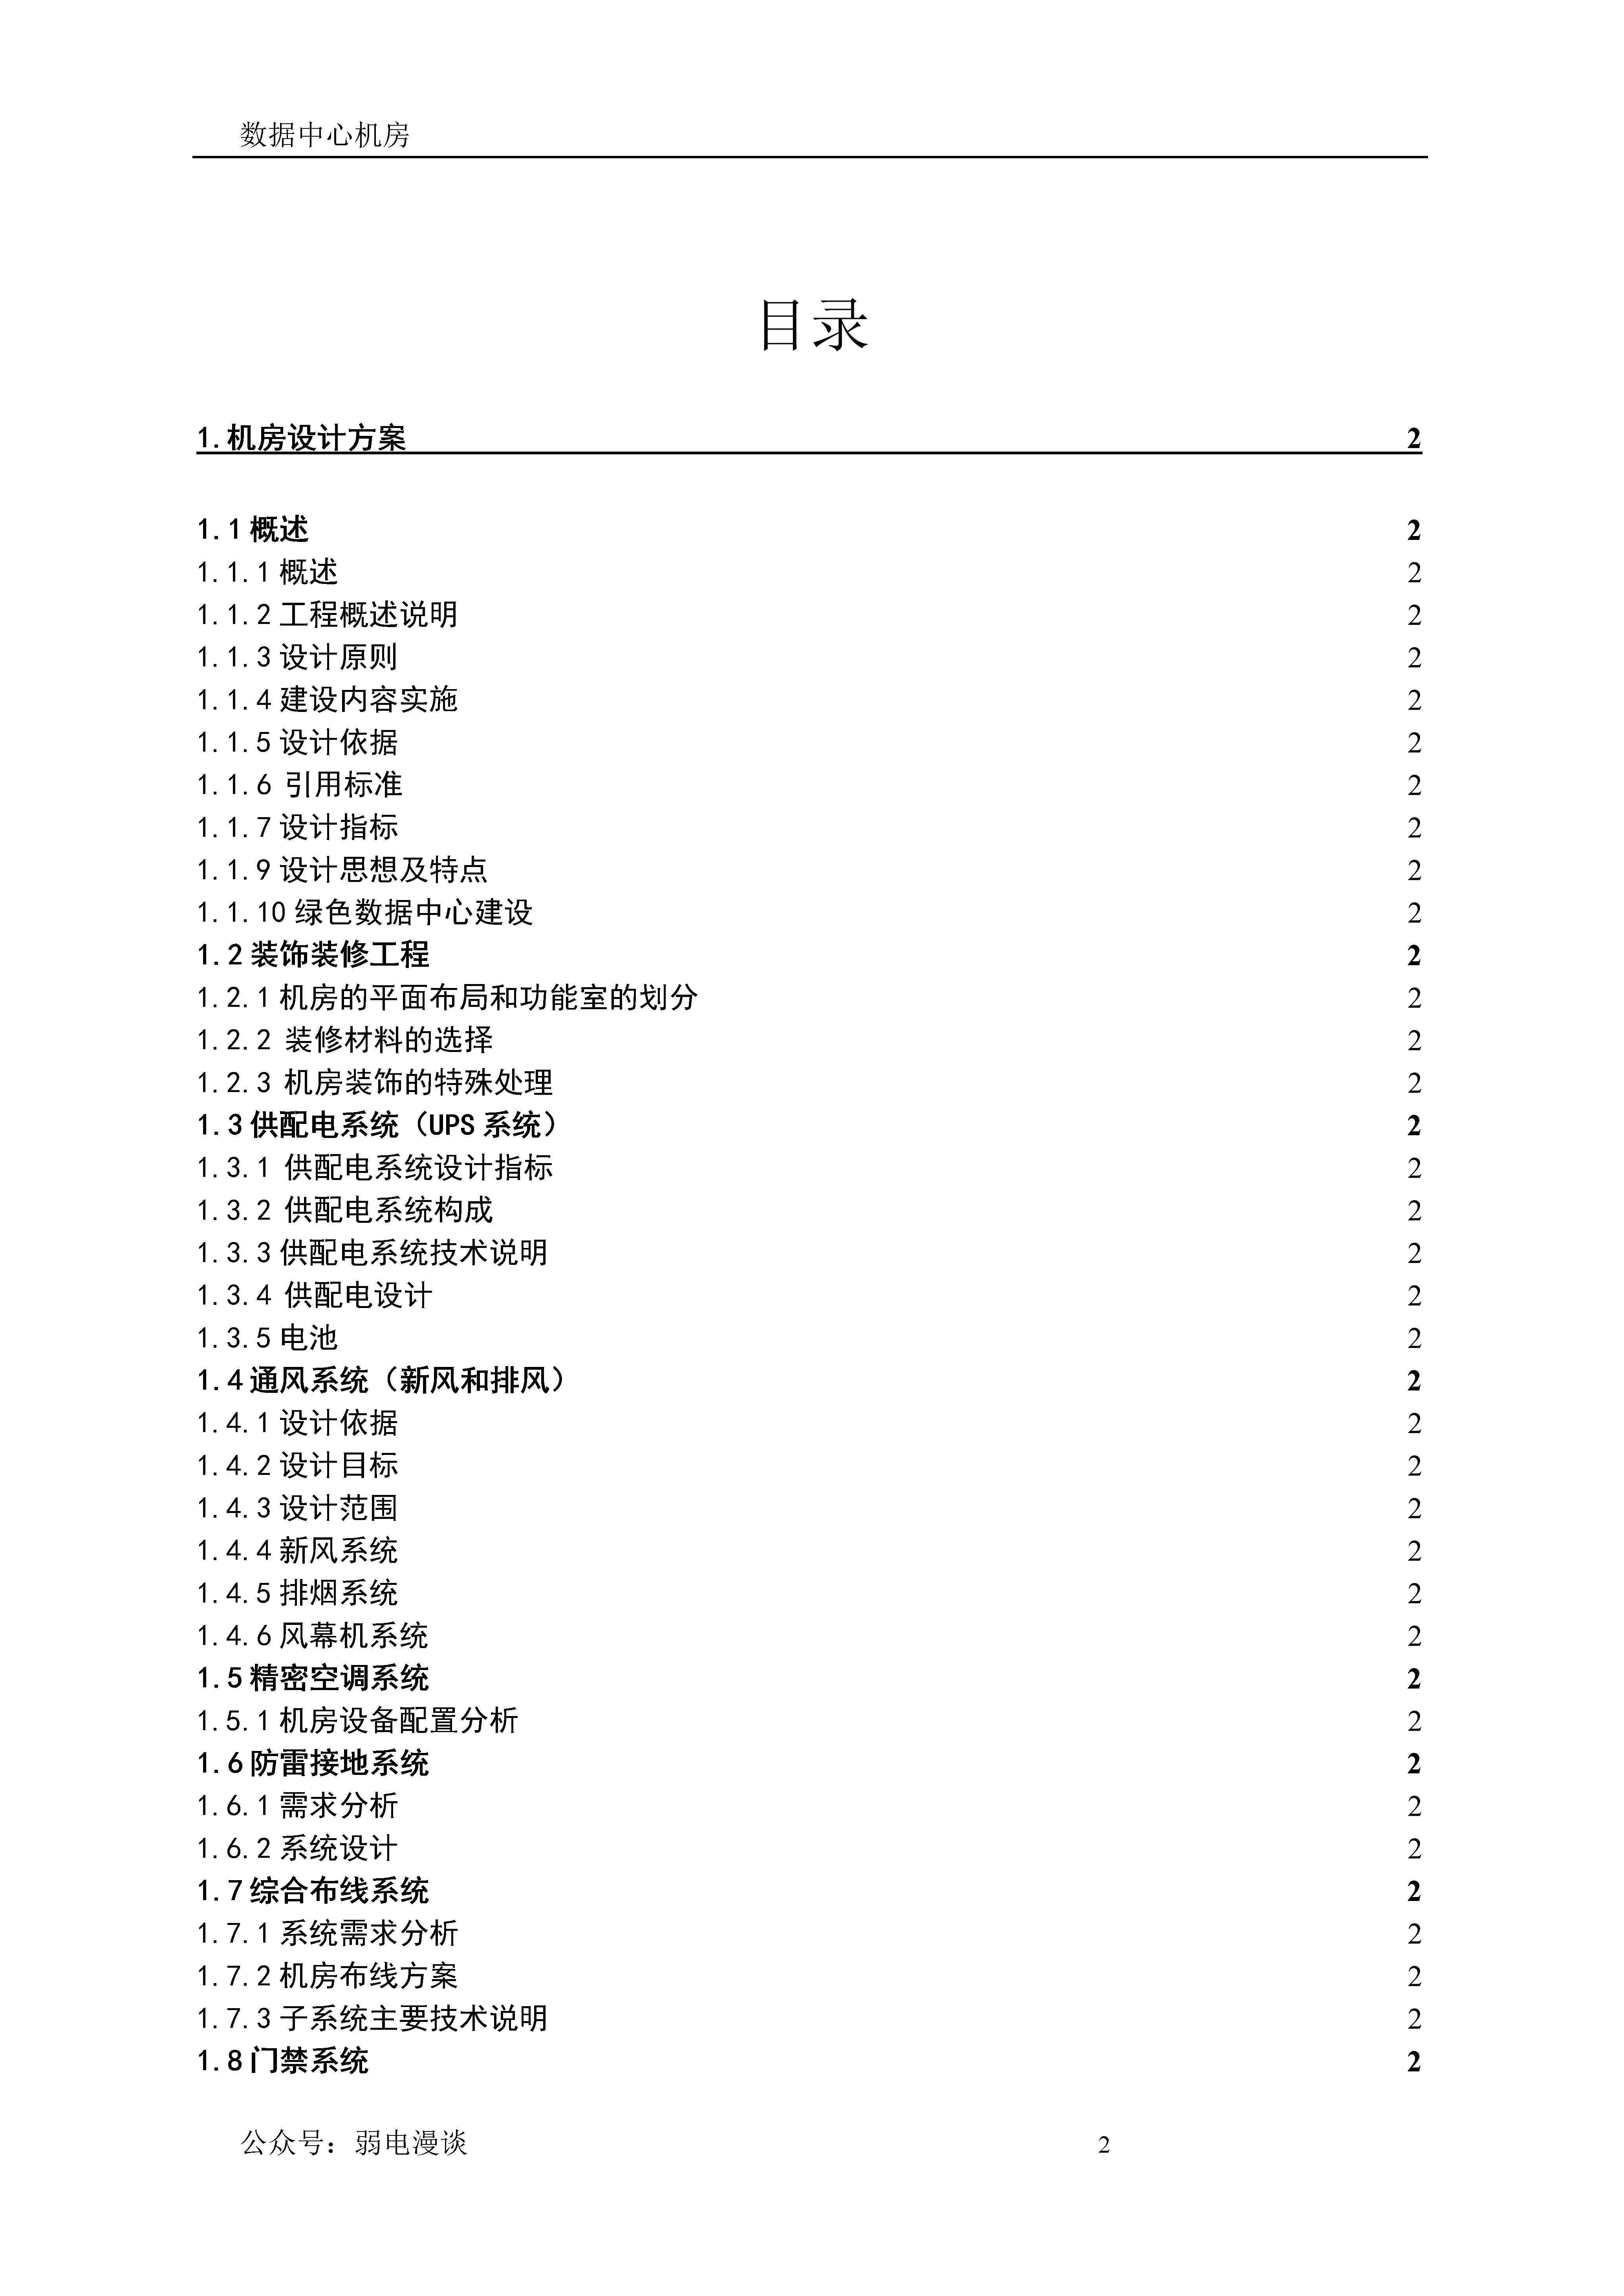 数据中心机房
目录
1.机房设计方案 2
1.1概述 2
1.1.1概述 2
1.1.2工程概述说明 2
1.1.3设计原则 2
1.1.4建设内容实施 2
1.1.5设计依据 2
1.1.6 引用标准 2
1.1.7设计指标 2
1.1.9设计思想及特点 2
1.1.10绿色数据中心建设 2
1.2装饰装修工程 2
1.2.1机房的平面布局和功能室的划分 2
1.2.2 装修材料的选择 2
1.2.3 机房装饰的特殊处理 2
1.3供配电系统（UPS系统） 2
1.3.1 供配电系统设计指标 2
1.3.2 供配电系统构成 2
1.3.3供配电系统技术说明 2
1.3.4 供配电设计 2
1.3.5电池 2
1.4通风系统（新风和排风） 2
1.4.1设计依据 2
1.4.2设计目标 2
1.4.3设计范围 2
1.4.4新风系统 2
1.4.5排烟系统 2
1.4.6风幕机系统 2
1.5精密空调系统 2
1.5.1机房设备配置分析 2
1.6防雷接地系统 2
1.6.1需求分析 2
1.6.2系统设计 2
1.7综合布线系统 2
1.7.1系统需求分析 2
1.7.2机房布线方案 2
1.7.3子系统主要技术说明 2
1.8门禁系统 2
公众号：弱电漫谈 2